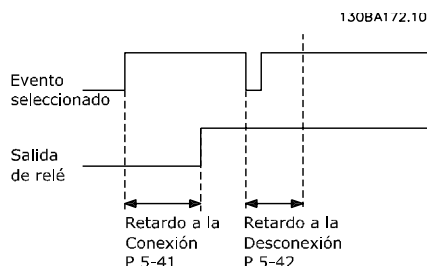 130BA172.10
Evento
seleccionado
Salida
de relé
Retardo a la
Conexión
P 5-41
Retardo a la
Desconexión
P 5-42